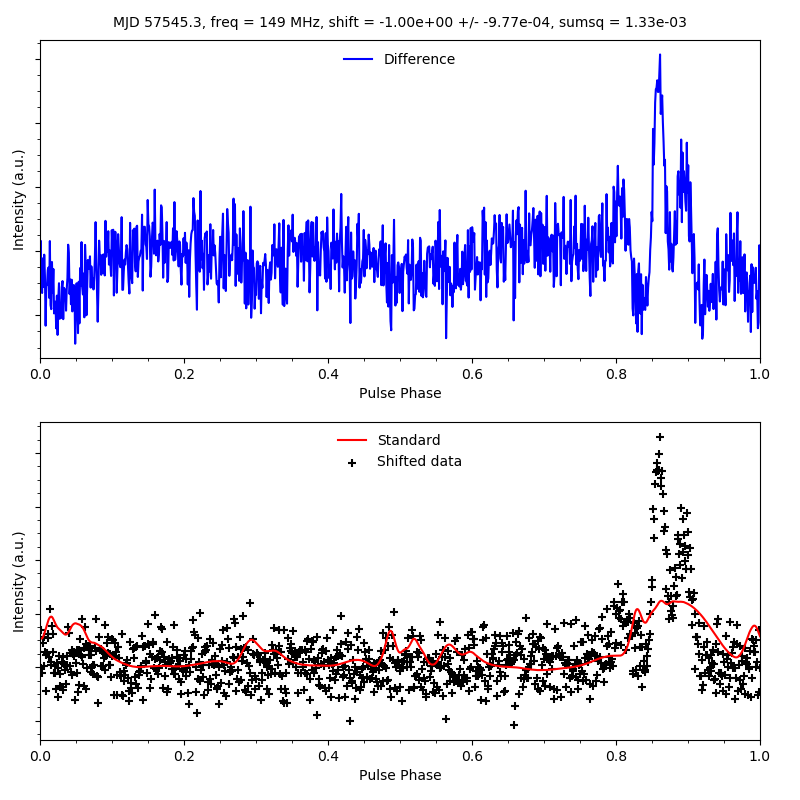 MJD 57545.3, freq = 149 MHz, shift = -1.00e+00 +/- -9.77e-04, sumsq = 1.33e-03
Difference
Intensity (a.u.)
0.0 0.2 0.4 0.6 0.8 1.0
Pulse Phase
Standard
Shifted data
Intensity (a.u.)
0.0 0.2 0.4 0.6 0.8 1.0
Pulse Phase